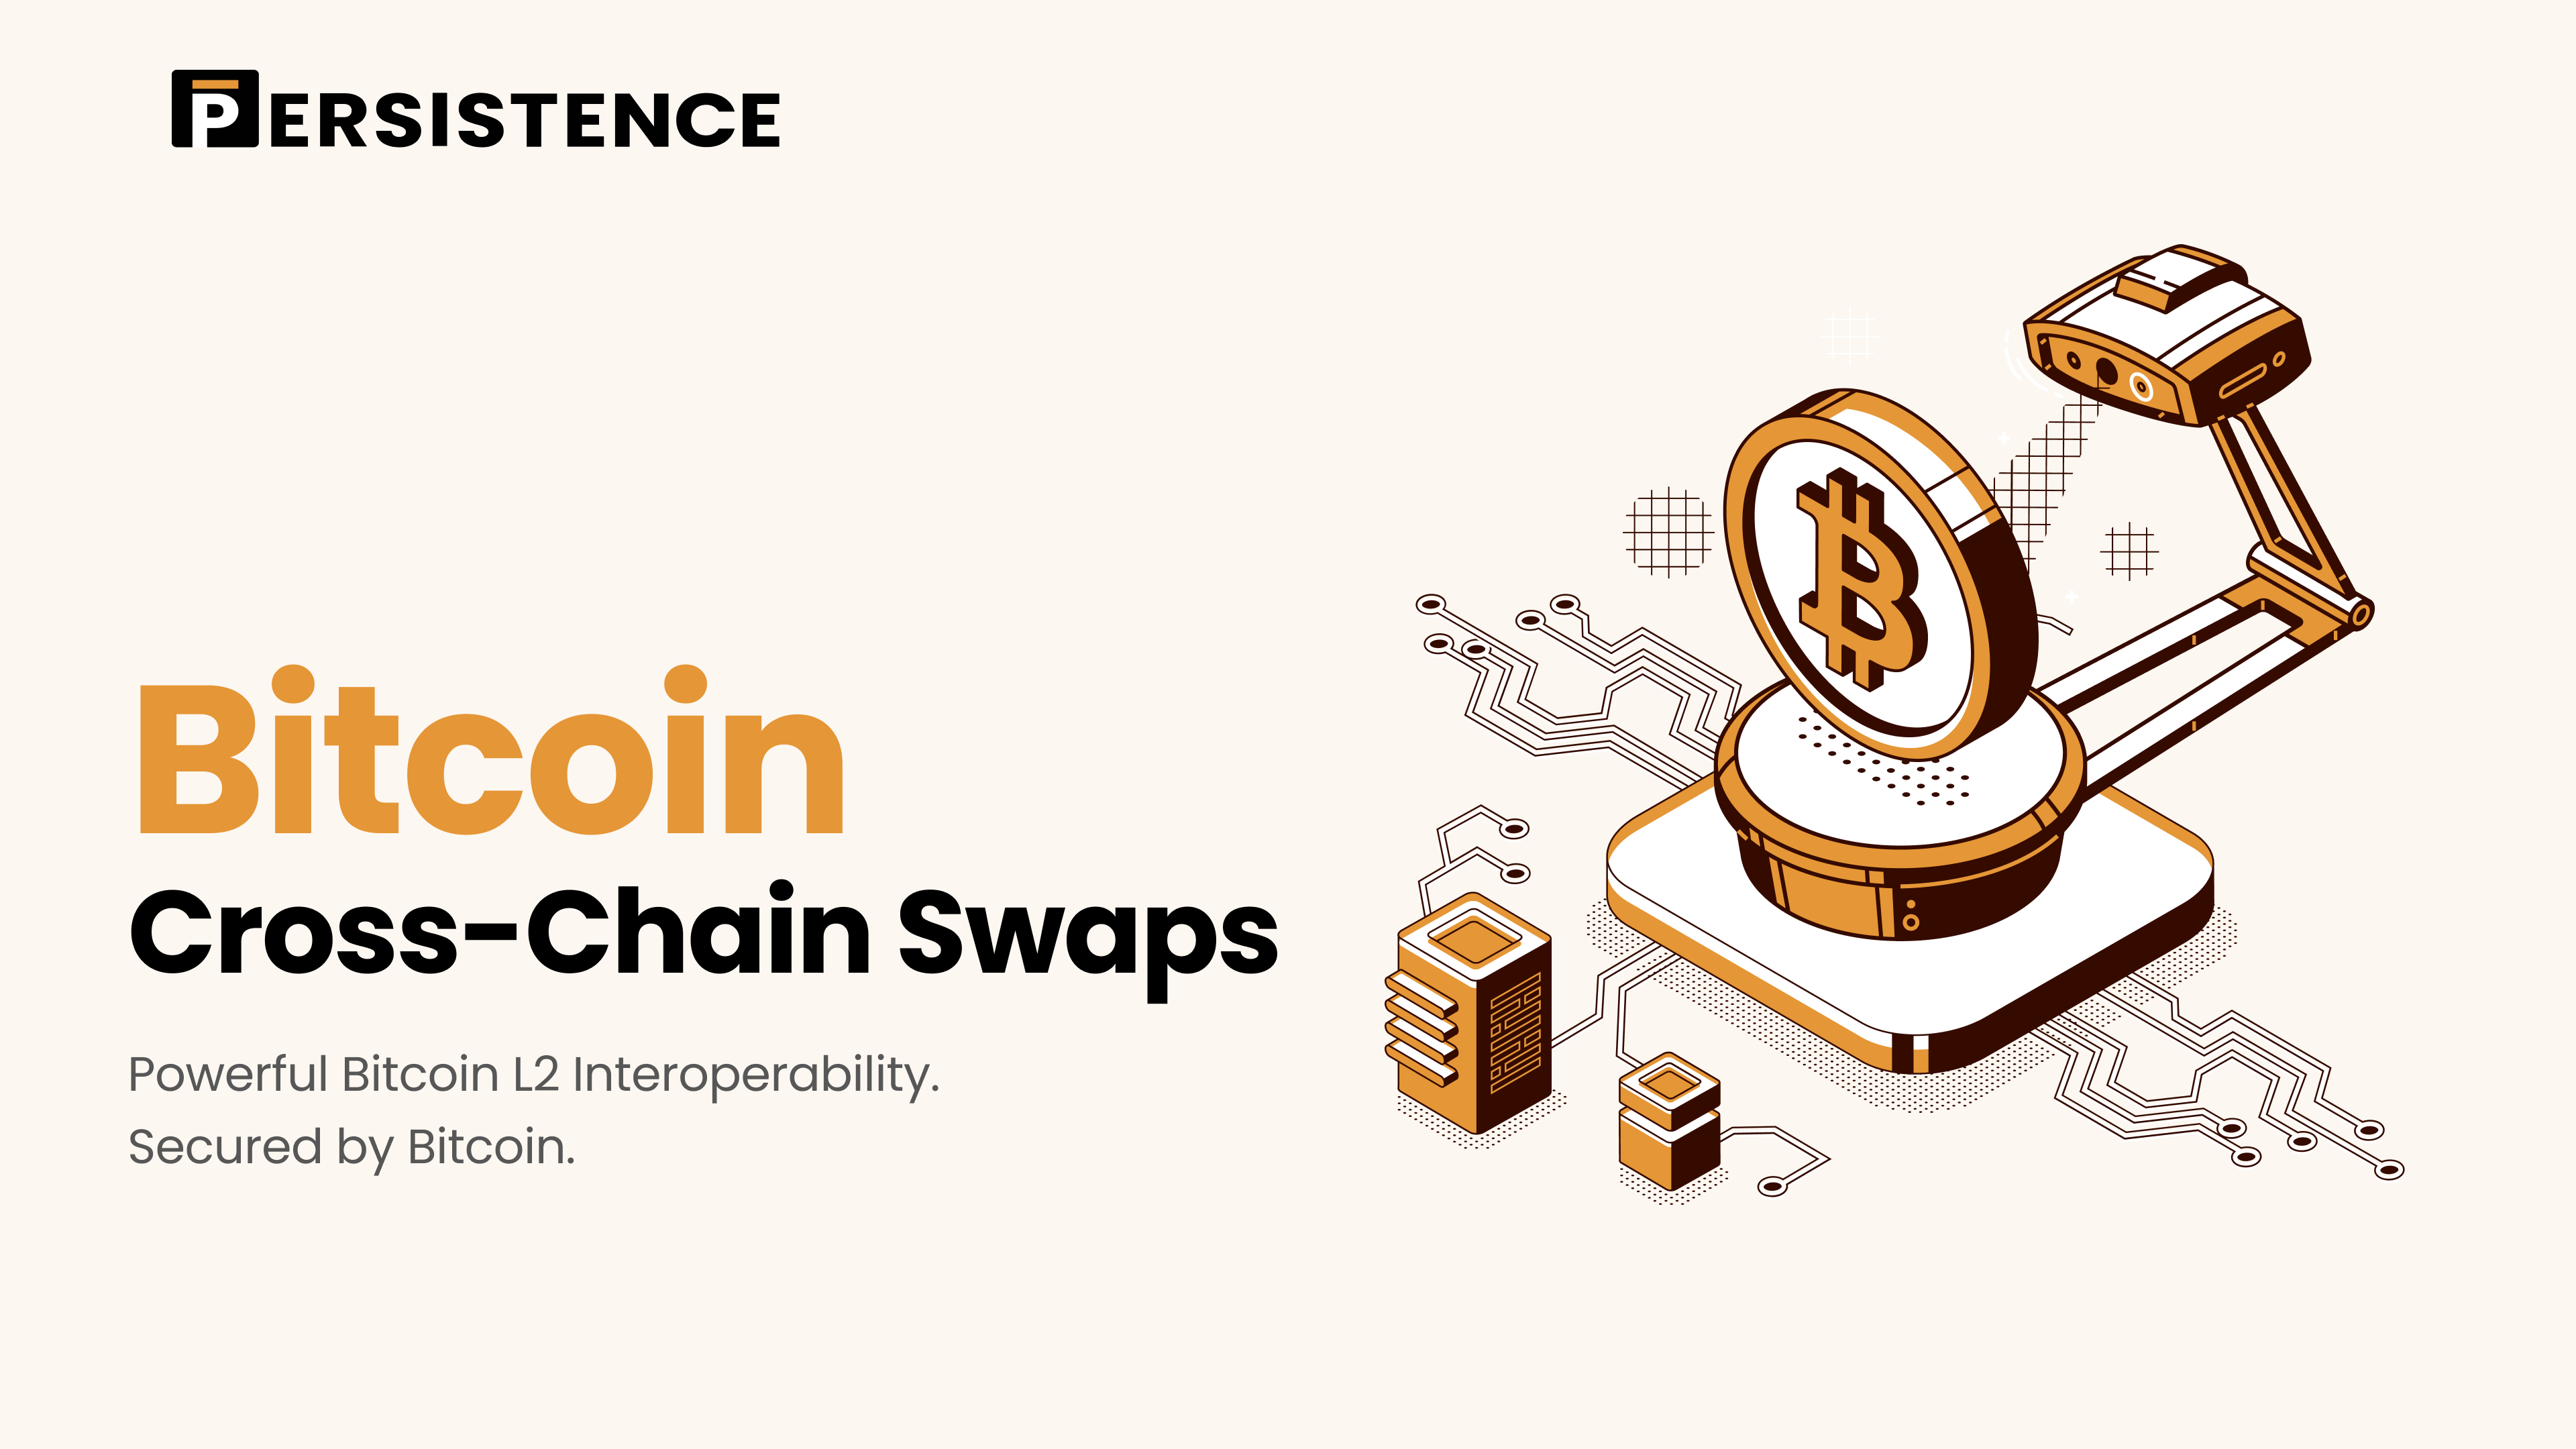 PERSISTENCE
Bitcoin
Cross-Chain Swaps
Powerful Bitcoin L2 Interoperability.
Secured by Bitcoin.